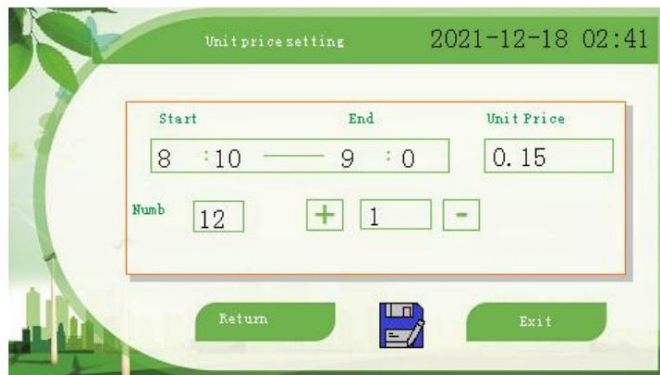 Unit price setting 2021-12-18 02:41
Start End Unit Price
8 :10 — 9 : 0 0.15
Numb 12 + 1 -
Return Exit